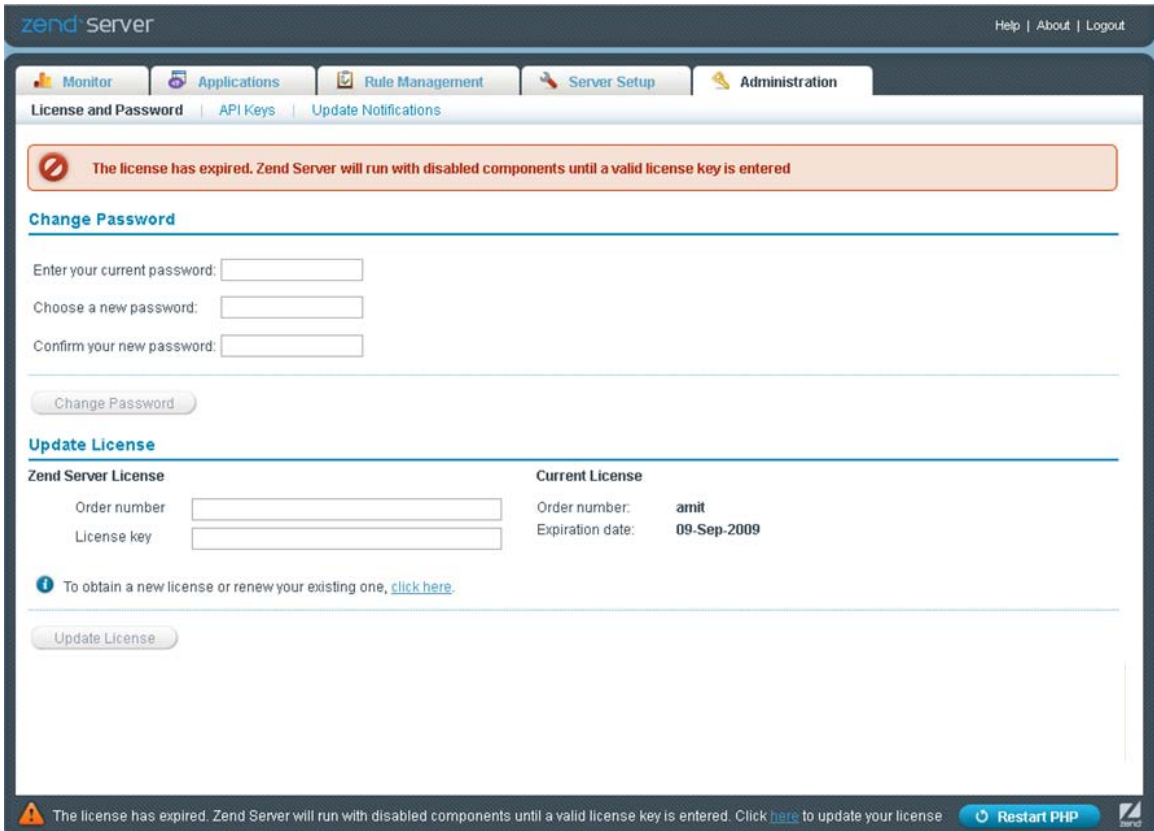 zend server
Help | About | Logout
Monitor Applications Rule Management Server Setup Administration
License and Password | API Keys | Update Notifications
The license has expired. Zend Server will run with disabled components until a valid license key is entered
Change Password
Enter your current password:
Choose a new password:
Confirm your new password:
Change Password
Update License
Zend Server License
Order number
License key
Current License
Order number: amit
Expiration date: 09-Sep-2009
To obtain a new license or renew your existing one, click here.
Update License
The license has expired. Zend Server will run with disabled components until a valid license key is entered. Click here to update your license
Restart PHP
zend